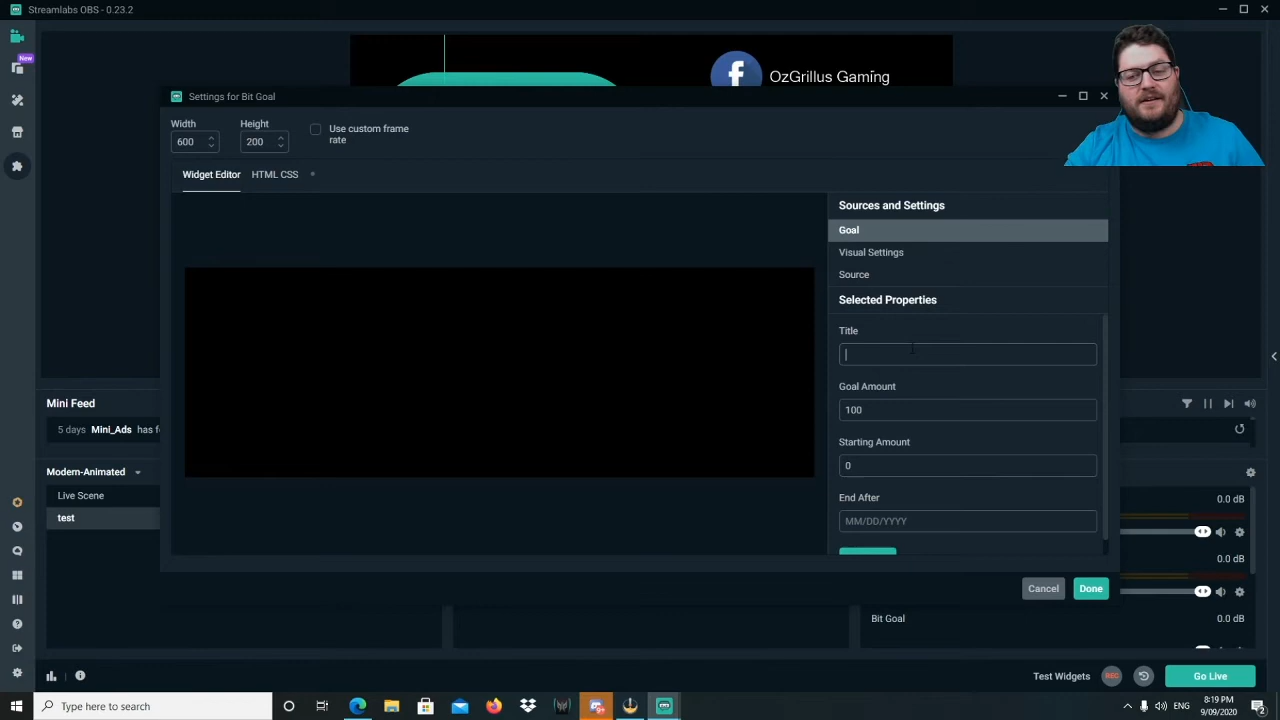 Streamlabs OBS - 0.23.2
New
OzGrillus Gaming
Settings for Bit Goal
Width
Height
600
200
Use custom frame
rate
Widget Editor
HTML CSS
Sources and Settings
Goal
Visual Settings
Source
Selected Properties
Title
Goal Amount
100
Starting Amount
0
End After
MM/DD/YYYY
Cancel
Done
Mini Feed
5 days Mini_Ads has fo
Modern-Animated
Live Scene
test
0.0 dB
0.0 dB
Bit Goal
0.0 dB
Test Widgets
REC
Go Live
Type here to search
ENG
8:19 PM
9/09/2020
2